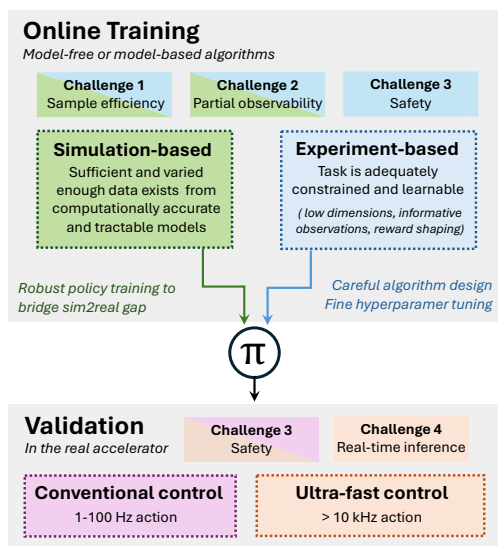 Online Training
Model-free or model-based algorithms
Challenge 1
Sample efficiency
Challenge 2
Partial observability
Challenge 3
Safety
Simulation-based
Sufficient and varied
enough data exists from
computationally accurate
and tractable models
Experiment-based
Task is adequately
constrained and learnable
( low dimensions, informative
observations, reward shaping)
Robust policy training to
bridge sim2real gap
Careful algorithm design
Fine hyperparamer tuning
π
Validation
In the real accelerator
Challenge 3
Safety
Challenge 4
Real-time inference
Conventional control
1-100 Hz action
Ultra-fast control
> 10 kHz action